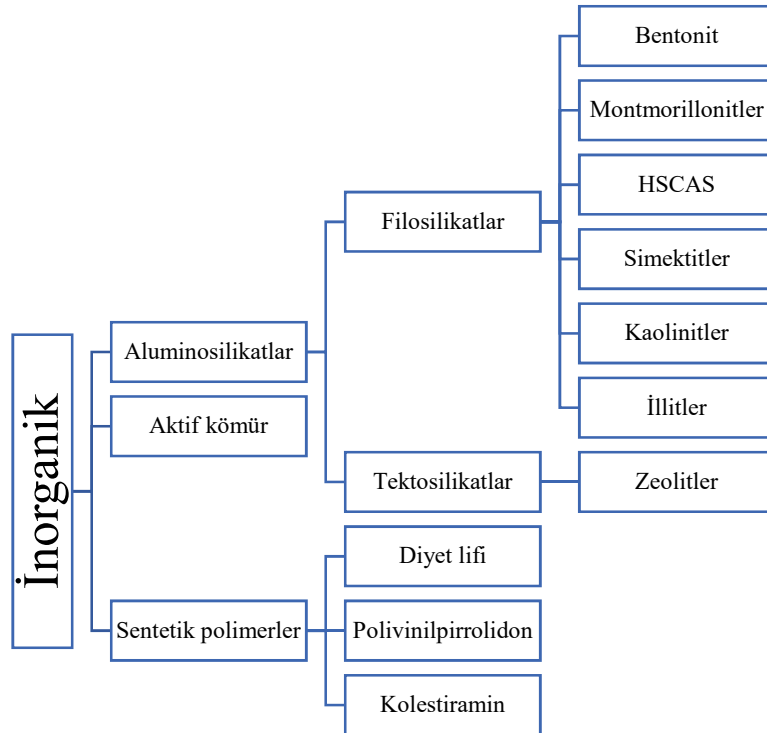 İnorganik
Aluminosilikatlar
Filosilikatlar
Bentonit
Montmorillonitler
HSCAS
Simektitler
Kaolinitler
İllitler
Tektosilikatlar
Zeolitler
Aktif kömür
Sentetik polimerler
Diyet lifi
Polivinilpirrolidon
Kolestiramin